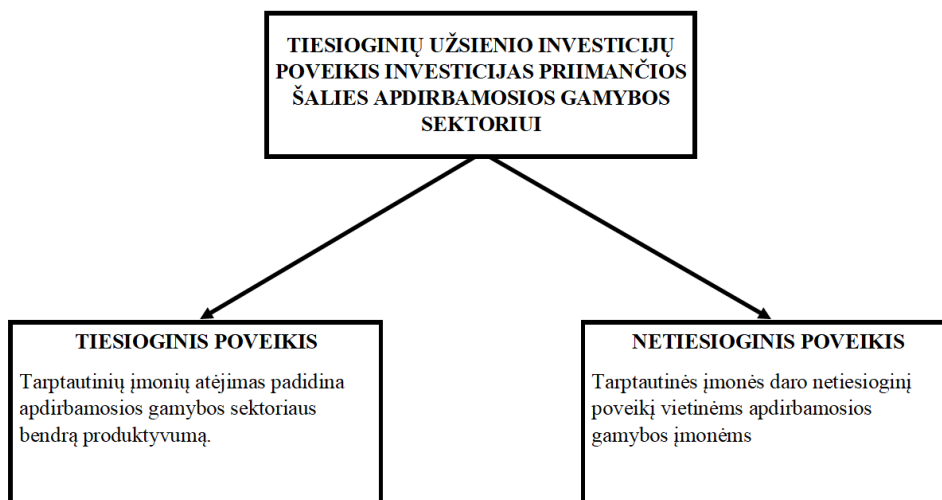 TIESIOGINIŲ UŽSIENIO INVESTICIJŲ
POVEIKIS INVESTICIJAS PRIIMANČIOS
ŠALIES APDIRBAMOSIOS GAMYBOS
SEKTORIUI
TIESIOGINIS POVEIKIS
Tarptautinių įmonių atėjimas padidina
apdirbamosios gamybos sektoriaus
bendrą produktyvumą.
NETIESIOGINIS POVEIKIS
Tarptautinės įmonės daro netiesioginį
poveikį vietinėms apdirbamosios
gamybos įmonėms